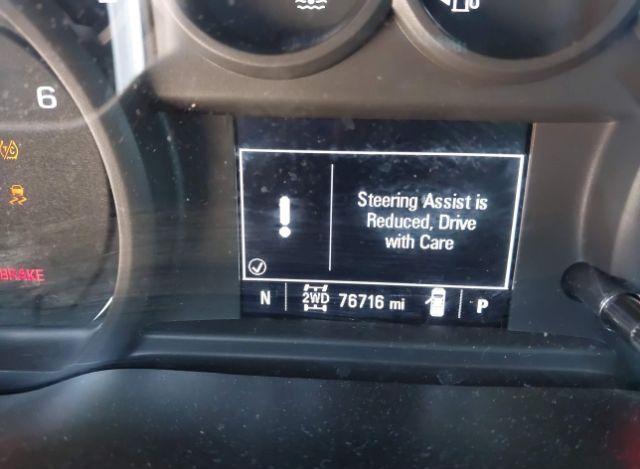 6
BRAKE
Steering Assist is
Reduced, Drive
with Care
N 2WD 76716 mi P